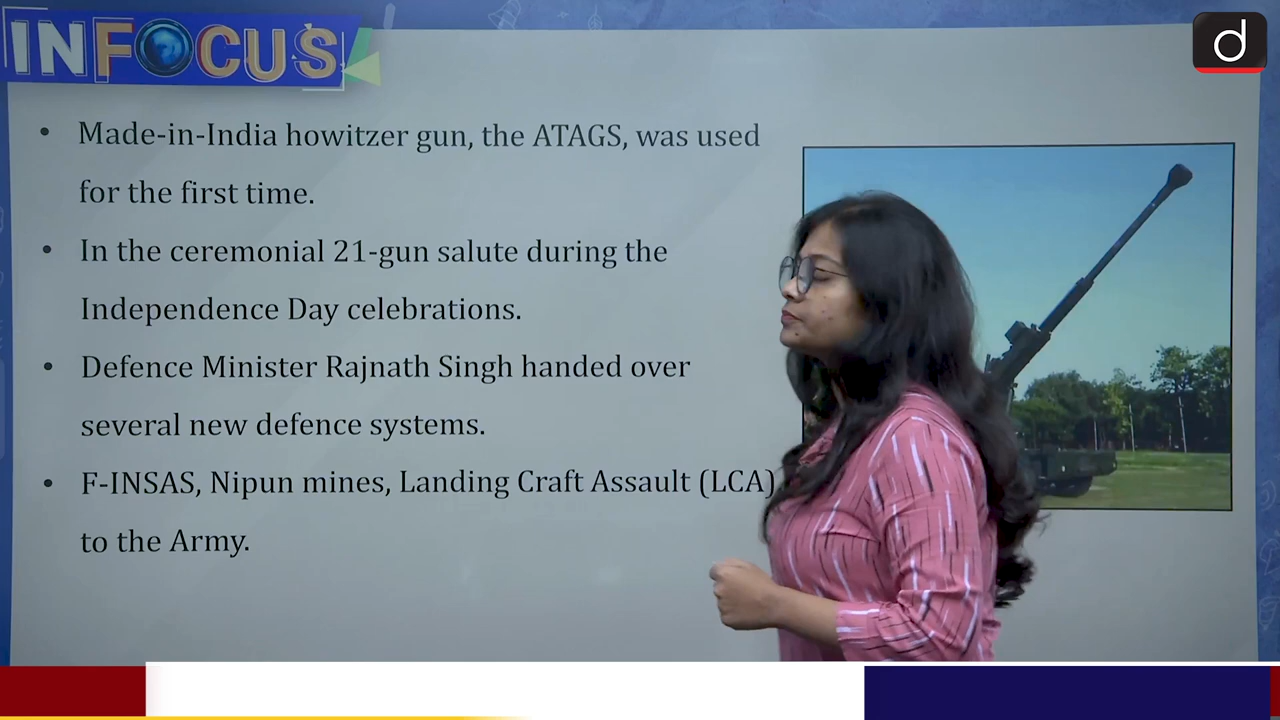 INFOCUS
d
• Made-in-India howitzer gun, the ATAGS, was used
for the first time.
• In the ceremonial 21-gun salute during the
Independence Day celebrations.
• Defence Minister Rajnath Singh handed over
several new defence systems.
• F-INSAS, Nipun mines, Landing Craft Assault (LCA)
to the Army.